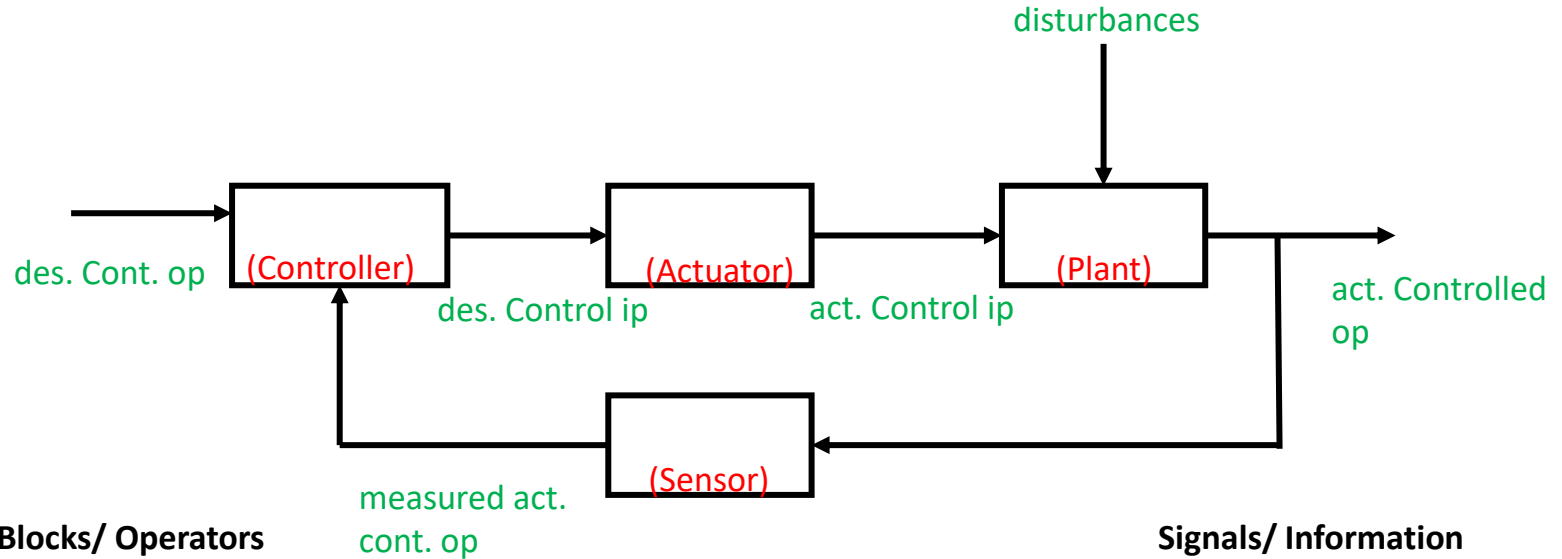 disturbances
des. Cont. op
(Controller)
des. Control ip
(Actuator)
act. Control ip
(Plant)
act. Controlled
op
(Sensor)
measured act.
cont. op
Blocks/ Operators
Signals/ Information